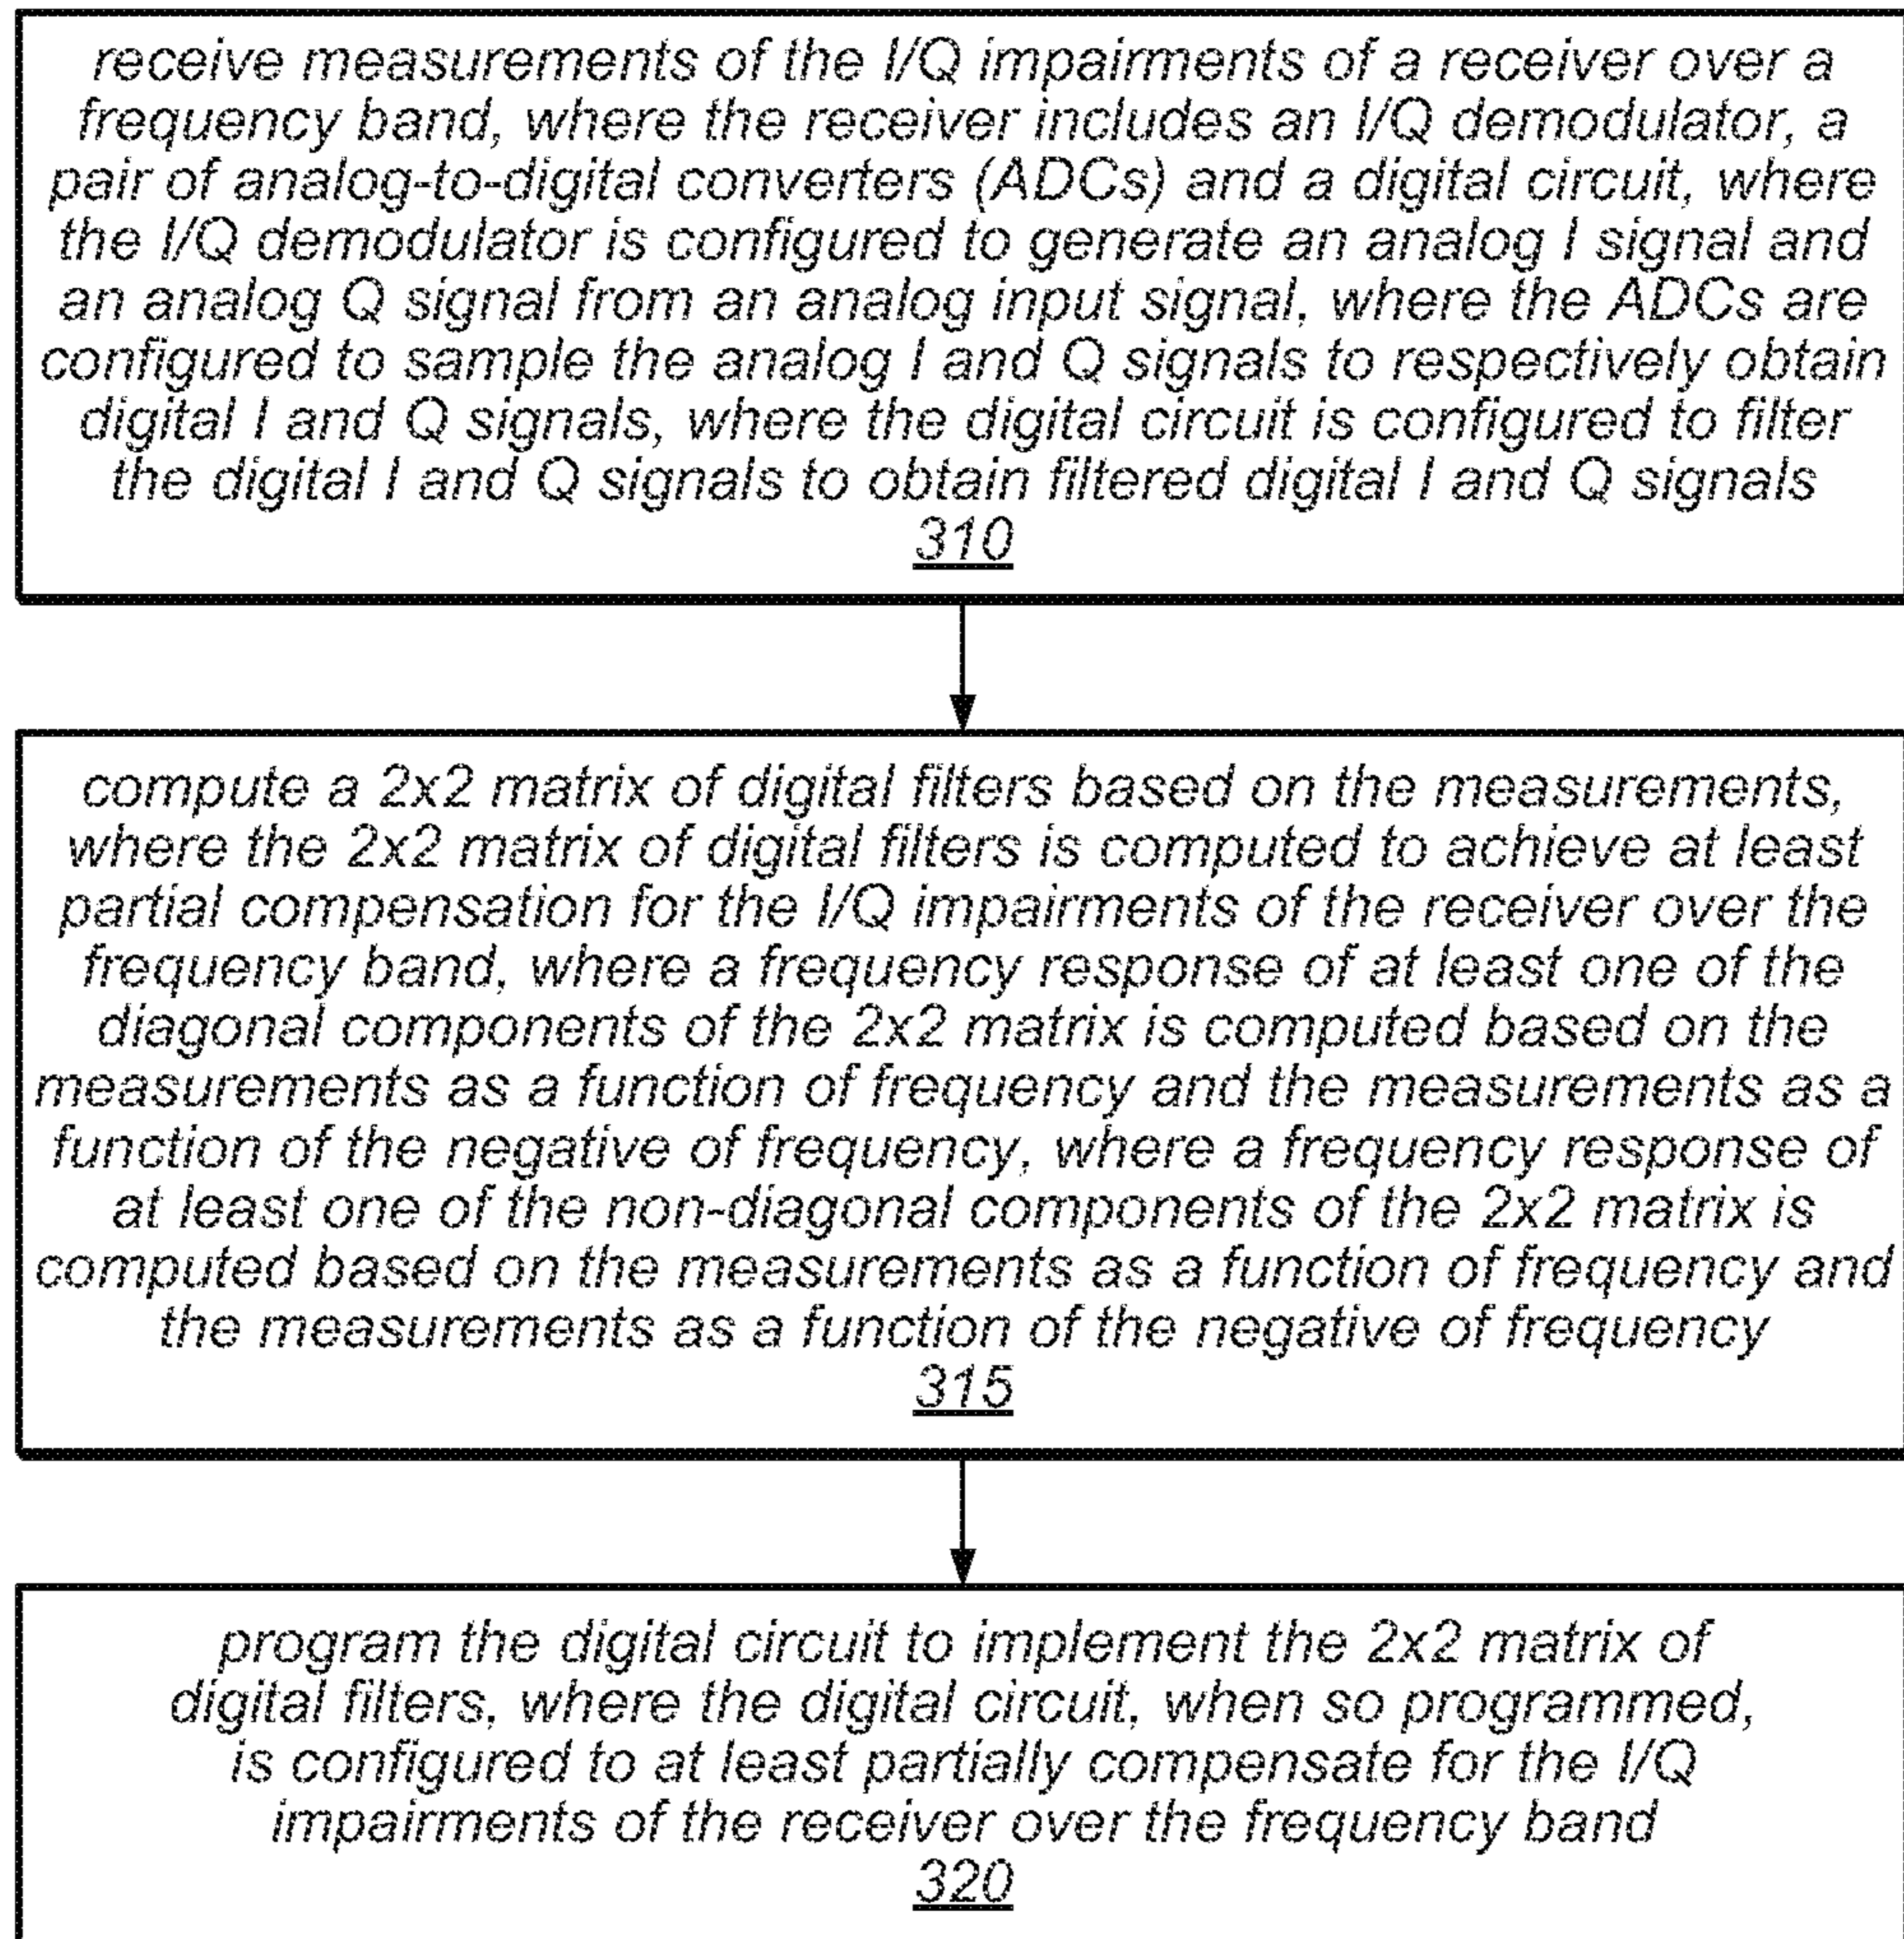 receive measurements of the I/Q impairments of a receiver over a
frequency band, where the receiver includes an I/Q demodulator, a
pair of analog-to-digital converters (ADCs) and a digital circuit, where
the I/Q demodulator is configured to generate an analog I signal and
an analog Q signal from an analog input signal, where the ADCs are
configured to sample the analog I and Q signals to respectively obtain
digital I and Q signals, where the digital circuit is configured to filter
the digital I and Q signals to obtain filtered digital I and Q signals
310
compute a 2x2 matrix of digital filters based on the measurements,
where the 2x2 matrix of digital filters is computed to achieve at least
partial compensation for the I/Q impairments of the receiver over the
frequency band, where a frequency response of at least one of the
diagonal components of the 2x2 matrix is computed based on the
measurements as a function of frequency and the measurements as a
function of the negative of frequency, where a frequency response of
at least one of the non-diagonal components of the 2x2 matrix is
computed based on the measurements as a function of frequency and
the measurements as a function of the negative of frequency
315
program the digital circuit to implement the 2x2 matrix of
digital filters, where the digital circuit, when so programmed,
is configured to at least partially compensate for the I/Q
impairments of the receiver over the frequency band
320